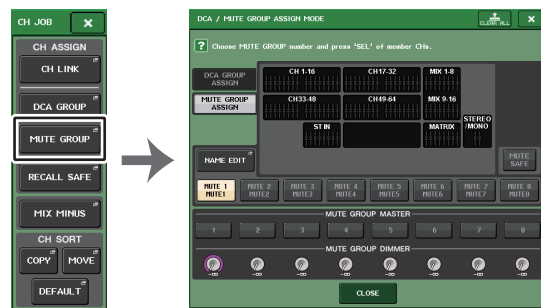 CH JOB ×
CH ASSIGN
CH LINK
DCA GROUP
MUTE GROUP
RECALL SAFE
MIX MINUS
CH SORT
COPY MOVE
DEFAULT
DCA / MUTE GROUP ASSIGN MODE
CLEAR ALL ×
? Choose MUTE GROUP number and press 'SEL' of member CHs.
DCA GROUP ASSIGN
MUTE GROUP ASSIGN
CH 1-16 CH17-32 MIX 1-8
CH33-48 CH49-64 MIX 9-16
ST IN MATRIX STEREO /MONO
NAME EDIT
MUTE SAFE
MUTE 1 MUTE 2 MUTE 3 MUTE 4 MUTE 5 MUTE 6 MUTE 7 MUTE 8
MUTE1 MUTE2 MUTE3 MUTE4 MUTE5 MUTE6 MUTE7 MUTE8
MUTE GROUP MASTER
1 2 3 4 5 6 7 8
MUTE GROUP DIMMER
-∞ -∞ -∞ -∞ -∞ -∞ -∞ -∞
CLOSE